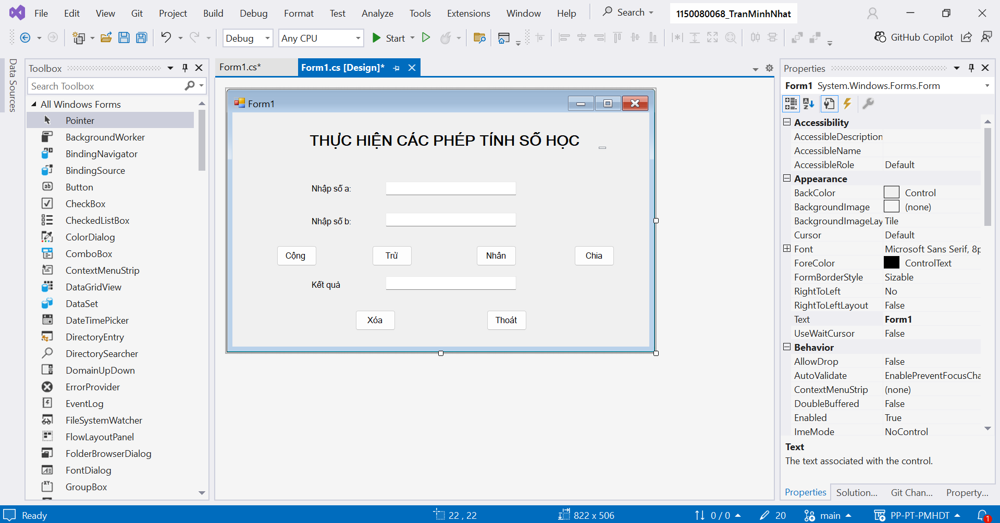 File Edit View Git Project Build Debug Format Test Analyze Tools Extensions Window Help Search 1150080068_TranMinhNhat
Debug Any CPU Start GitHub Copilot
Data Sources
Toolbox
Search Toolbox
All Windows Forms
Pointer
BackgroundWorker
BindingNavigator
BindingSource
Button
CheckBox
CheckedListBox
ColorDialog
ComboBox
ContextMenuStrip
DataGridView
DataSet
DateTimePicker
DirectoryEntry
DirectorySearcher
DomainUpDown
ErrorProvider
EventLog
FileSystemWatcher
FlowLayoutPanel
FolderBrowserDialog
FontDialog
GroupBox
Form1.cs* Form1.cs [Design]*
Form1
THỰC HIỆN CÁC PHÉP TÍNH SỐ HỌC
Nhập số a:
Nhập số b:
Cộng Trừ Nhân Chia
Kết quả
Xóa Thoát
Properties
Form1 System.Windows.Forms.Form
Accessibility
AccessibleDescription
AccessibleName
AccessibleRole Default
Appearance
BackColor Control
BackgroundImage (none)
BackgroundImageLay Tile
Cursor Default
Font Microsoft Sans Serif, 8p
ForeColor ControlText
FormBorderStyle Sizable
RightToLeft No
RightToLeftLayout False
Text Form1
UseWaitCursor False
Behavior
AllowDrop False
AutoValidate EnablePreventFocusCha
ContextMenuStrip (none)
DoubleBuffered False
Enabled True
ImeMode NoControl
Text
The text associated with the control.
Properties Solution... Git Chan... Property...
Ready 22 , 22 822 x 506 0 / 0 20 main PP-PT-PMHDT 1